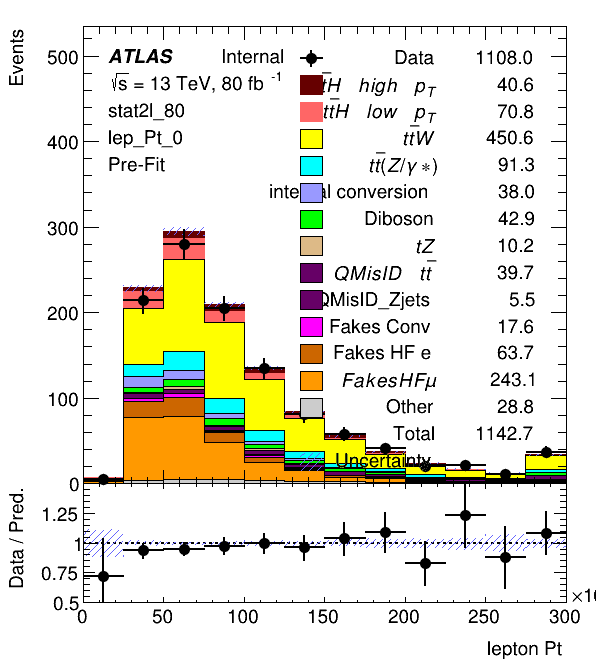 Events
500
400
300
200
100
0
ATLAS Internal
√s = 13 TeV, 80 fb⁻¹
stat2l_80
lep_Pt_0
Pre-Fit
Data 1108.0
tt̄H high p_T 40.6
tt̄H low p_T 70.8
tt̄W 450.6
tt̄(Z/γ*) 91.3
internal conversion 38.0
Diboson 42.9
tZ 10.2
QMisID tt̄ 39.7
QMisID_Zjets 5.5
Fakes Conv 17.6
Fakes HF e 63.7
FakesHFμ 243.1
Other 28.8
Total 1142.7
Uncertainty
Data / Pred.
1.25
1
0.75
0.5
0 50 100 150 200 250 300
lepton Pt